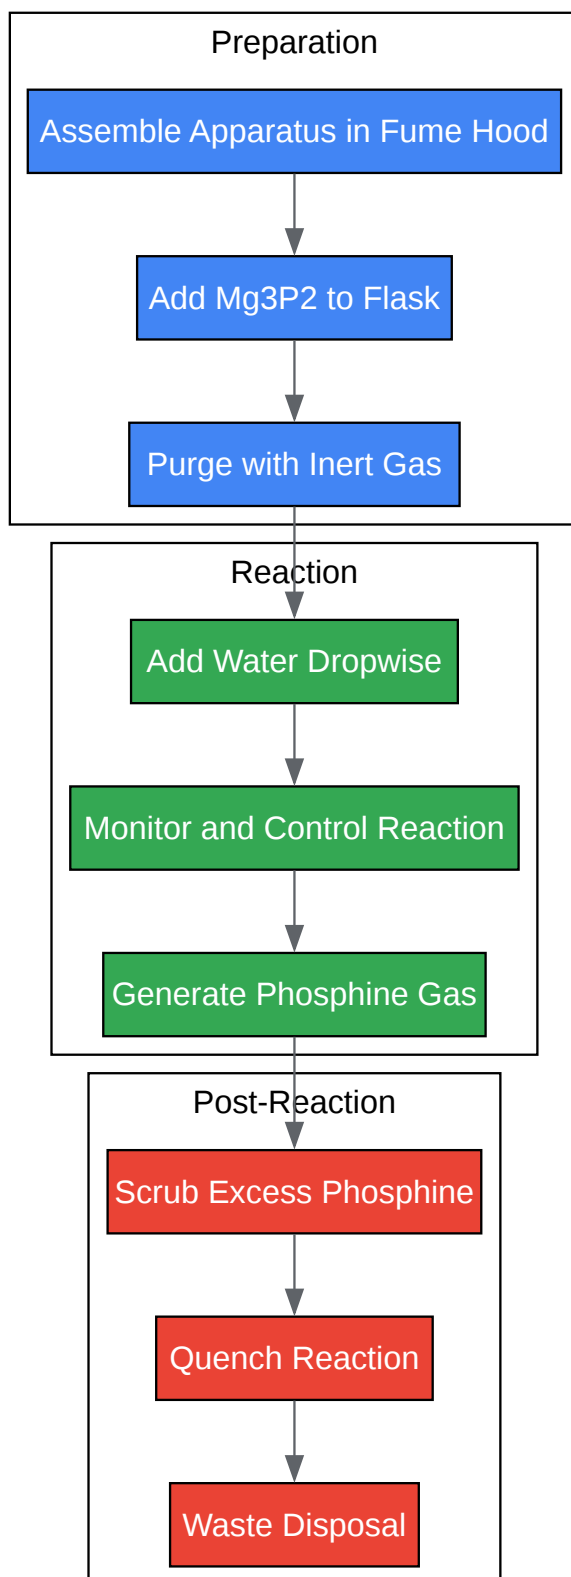 Preparation
Assemble Apparatus in Fume Hood
Add Mg3P2 to Flask
Purge with Inert Gas
Reaction
Add Water Dropwise
Monitor and Control Reaction
Generate Phosphine Gas
Post-Reaction
Scrub Excess Phosphine
Quench Reaction
Waste Disposal